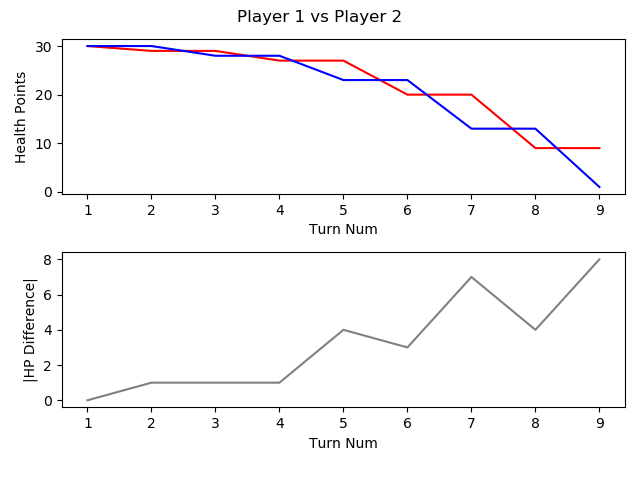 Player 1 vs Player 2
30
20
10
0
Health Points
1 2 3 4 5 6 7 8 9
Turn Num
8
6
4
2
0
|HP Difference|
1 2 3 4 5 6 7 8 9
Turn Num